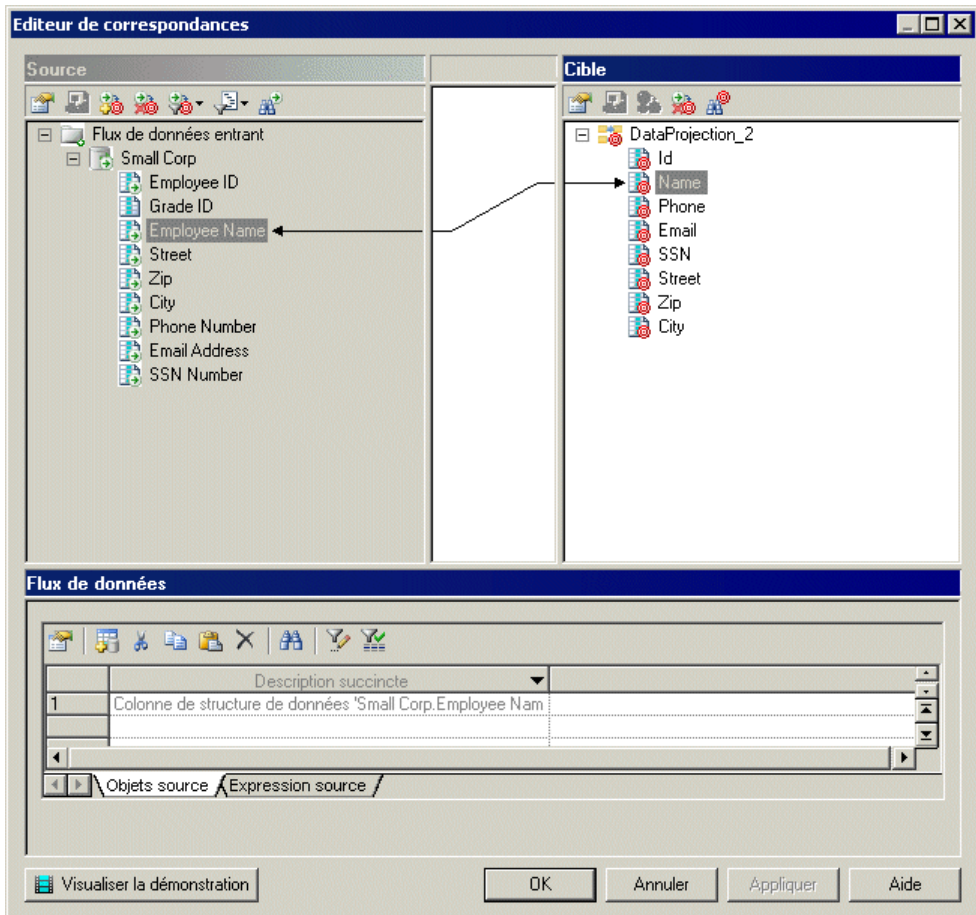 Editeur de correspondances
Source
Cible
Flux de données entrant
Small Corp
Employee ID
Grade ID
Employee Name
Street
Zip
City
Phone Number
Email Address
SSN Number
DataProjection_2
Id
Name
Phone
Email
SSN
Street
Zip
City
Flux de données
Description succincte
1 Colonne de structure de données 'Small Corp.Employee Nam
Objets source Expression source
Visualiser la démonstration OK Annuler Appliquer Aide